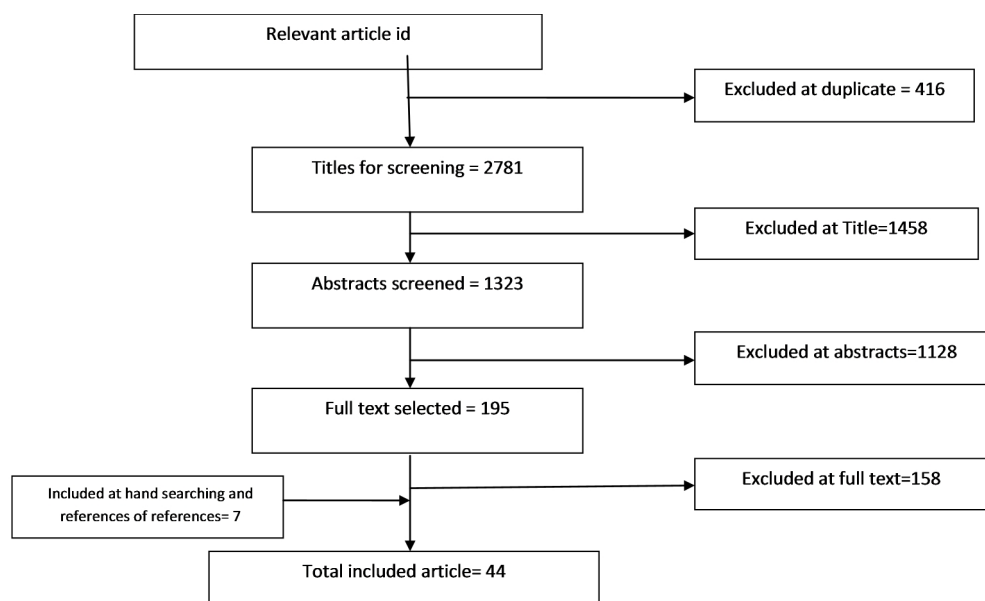 Relevant article id
Excluded at duplicate = 416
Titles for screening = 2781
Excluded at Title=1458
Abstracts screened = 1323
Excluded at abstracts=1128
Full text selected = 195
Excluded at full text=158
Included at hand searching and
references of references= 7
Total included article= 44